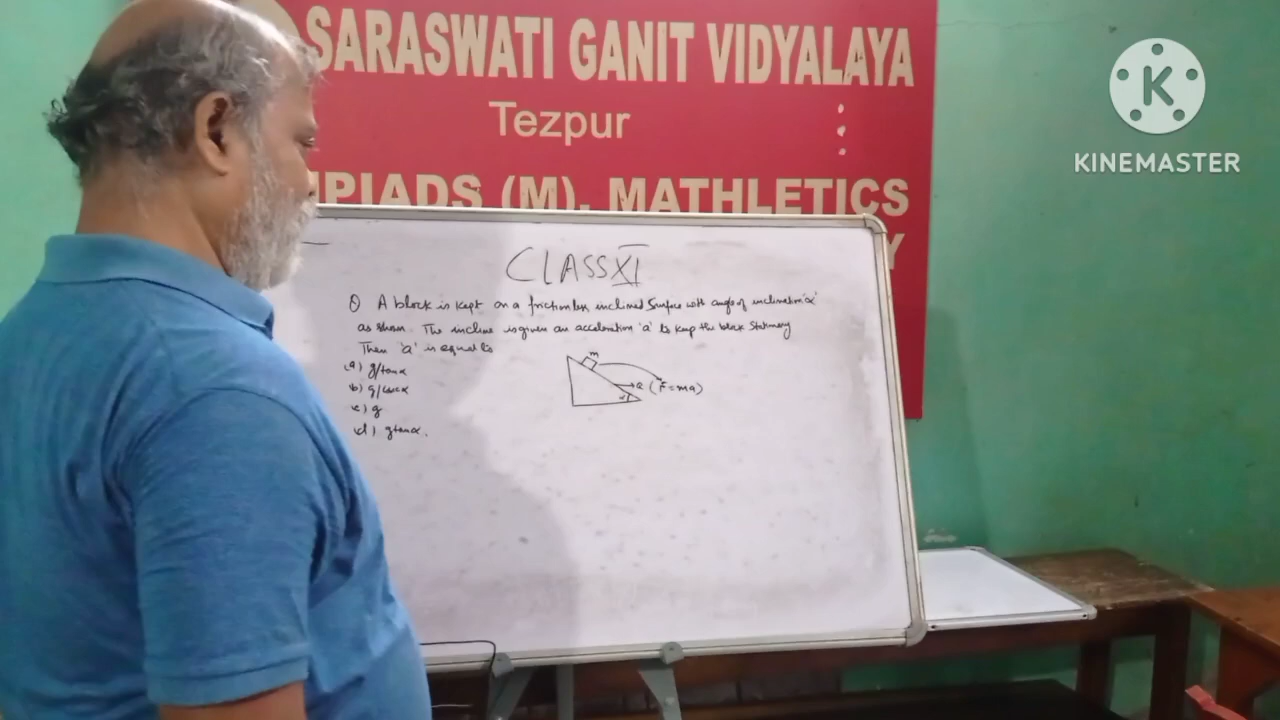 SARASWATI GANIT VIDYALAYA
Tezpur
MPIADS (M), MATHLETICS
Y
K
KINEMASTER
CLASS XI
Q A block is kept on a frictionless inclined surface with angle of inclination 'α'
as shown. The incline is given an acceleration 'a' to keep the block stationary
Then 'a' is equal to
(a) g/tanα
(b) g/cosecα
(c) g
(d) gtanα.
m
a (F=ma)
α